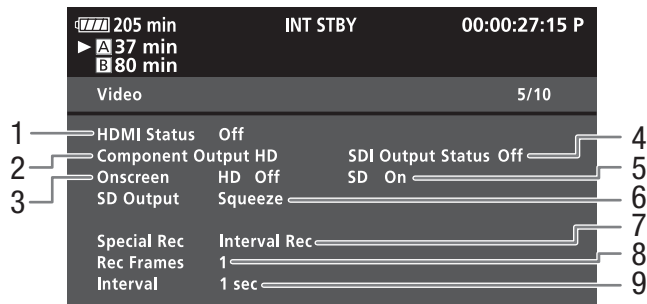 205 min INT STBY 00:00:27:15 P
A 37 min
B 80 min
Video 5/10
1 HDMI Status Off
2 Component Output HD SDI Output Status Off 4
3 Onscreen HD Off SD On 5
SD Output Squeeze 6
Special Rec Interval Rec 7
Rec Frames 1 8
Interval 1 sec 9